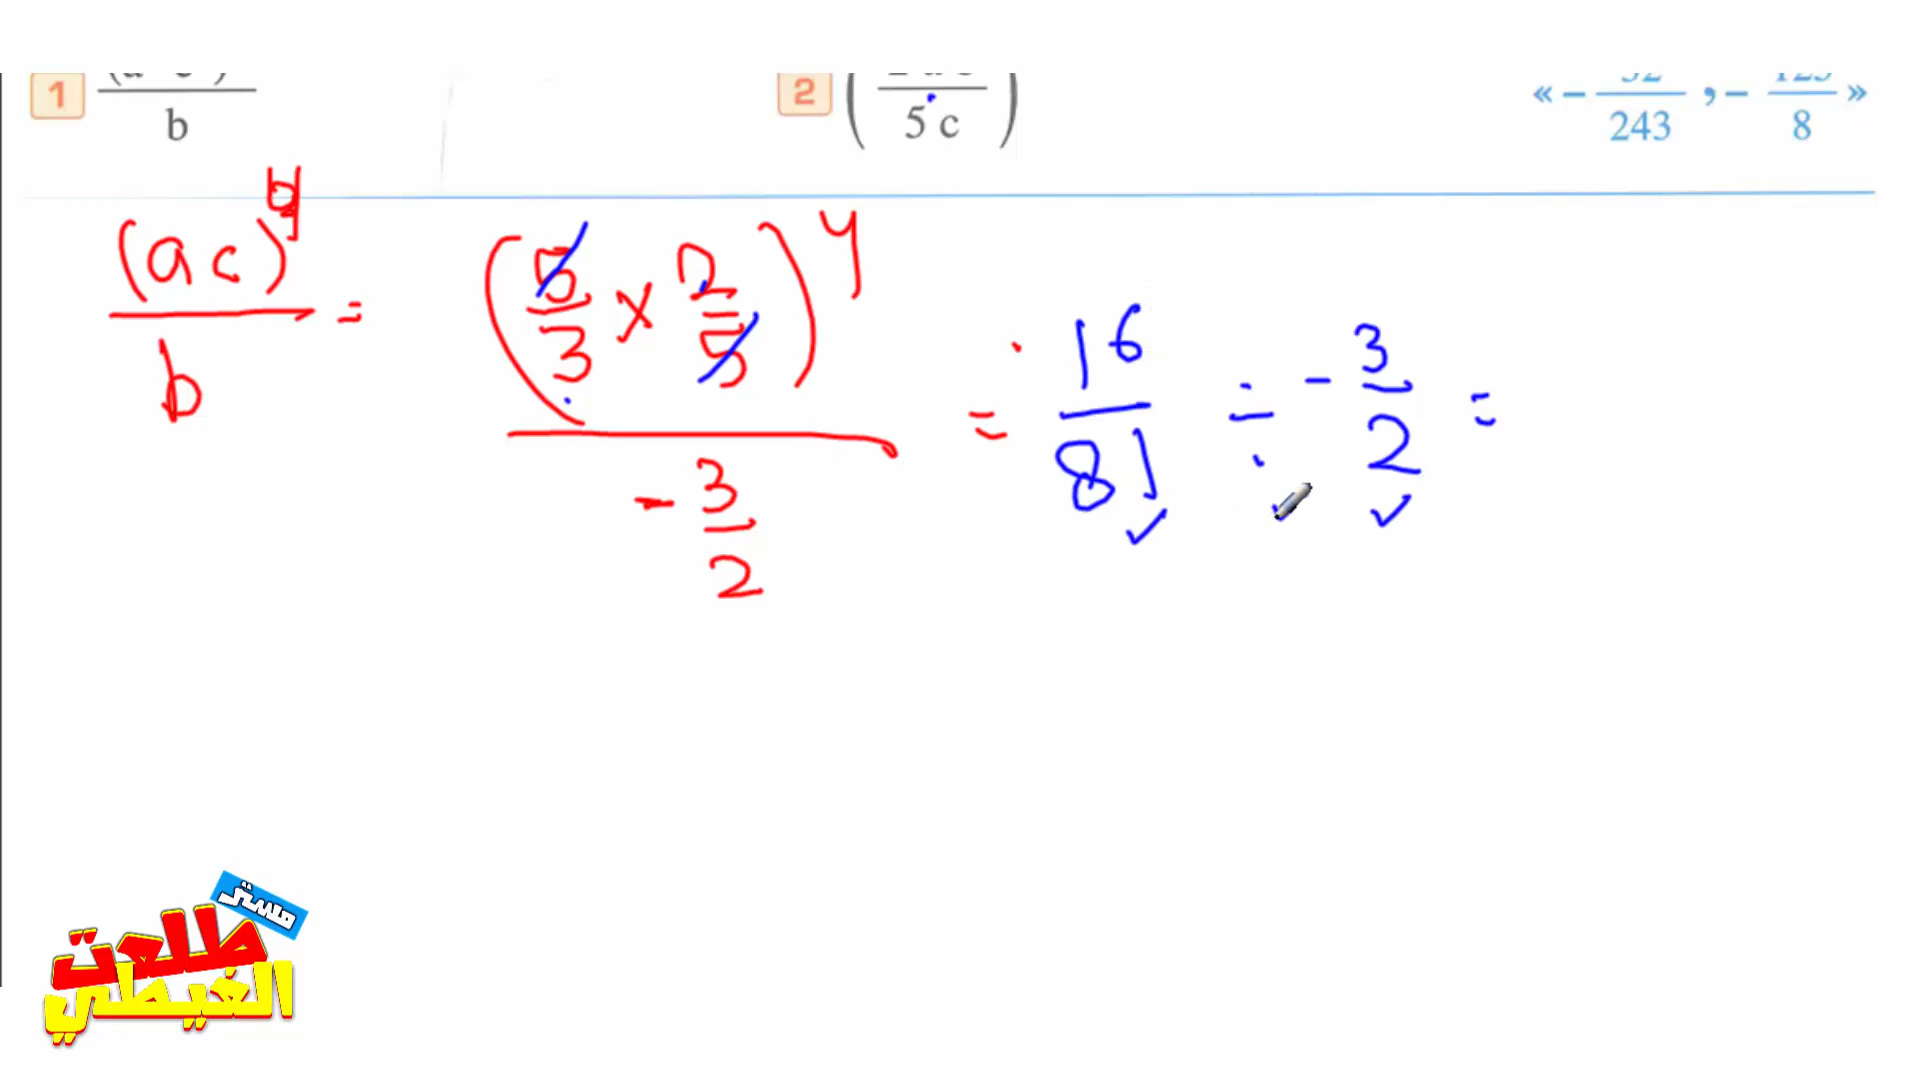 1
b
2
5 c
« - /243 , - /8 »
(ac)^4 / b = (5/3 × 2/5)^4 / - 3/2 = 16/81 ÷ - 3/2 =
مستر
طلعت
الغيطي